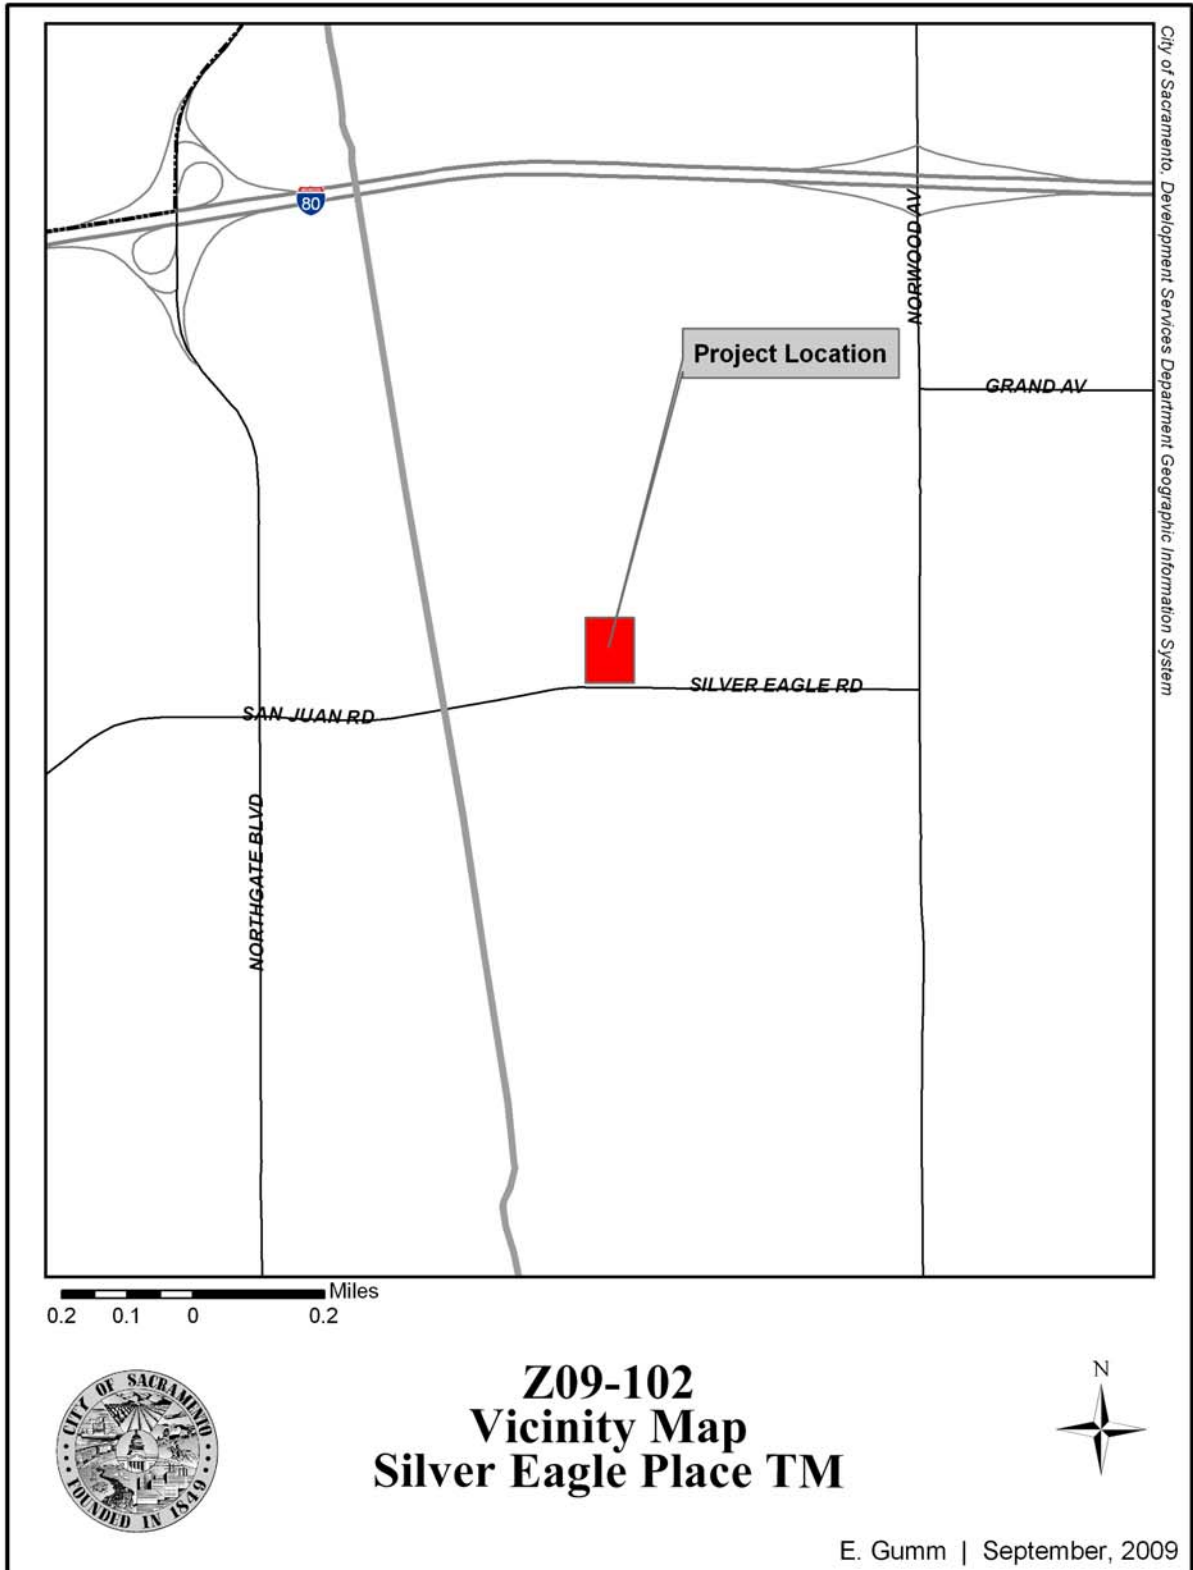 80
NORWOOD AV
Project Location
GRAND AV
SILVER EAGLE RD
SAN JUAN RD
NORTHGATE BLVD
City of Sacramento, Development Services Department Geographic Information System
Miles
0.2 0.1 0 0.2
CITY OF SACRAMENTO
FOUNDED IN 1849
Z09-102
Vicinity Map
Silver Eagle Place TM
N
E. Gumm | September, 2009